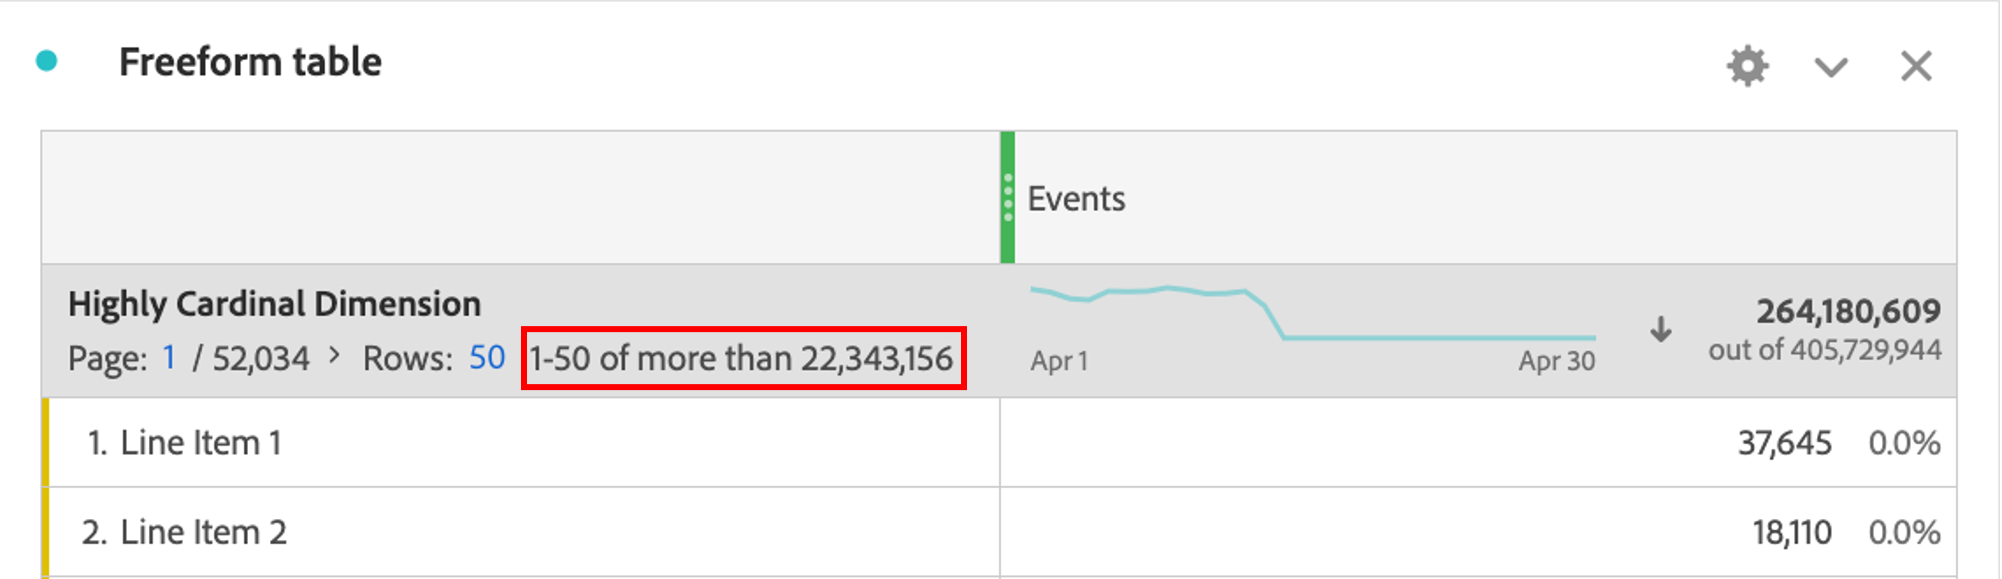 Freeform table
Events
Highly Cardinal Dimension
Page: 1 / 52,034 > Rows: 50 1-50 of more than 22,343,156
Apr 1
Apr 30
264,180,609
out of 405,729,944
1. Line Item 1 37,645 0.0%
2. Line Item 2 18,110 0.0%